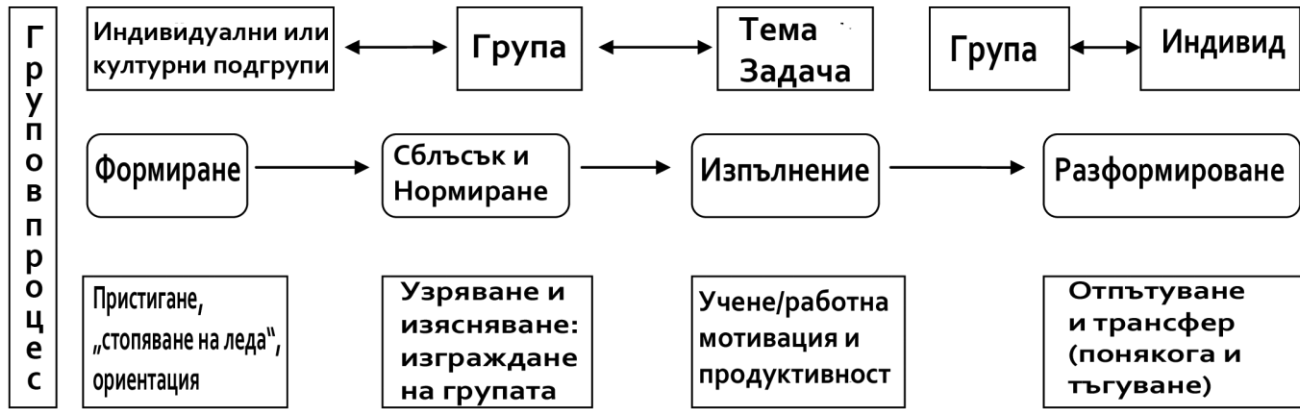 Групов процес
Индивидуални или
културни подгрупи
Група
Тема
Задача
Група
Индивид
Формиране
Сблъсък и
Нормиране
Изпълнение
Разформироване
Пристигане,
„стопяване на леда“,
ориентация
Узряване и
изясняване:
изграждане
на групата
Учене/работна
мотивация и
продуктивност
Отпътуване
и трансфер
(понякога и
тъгуване)